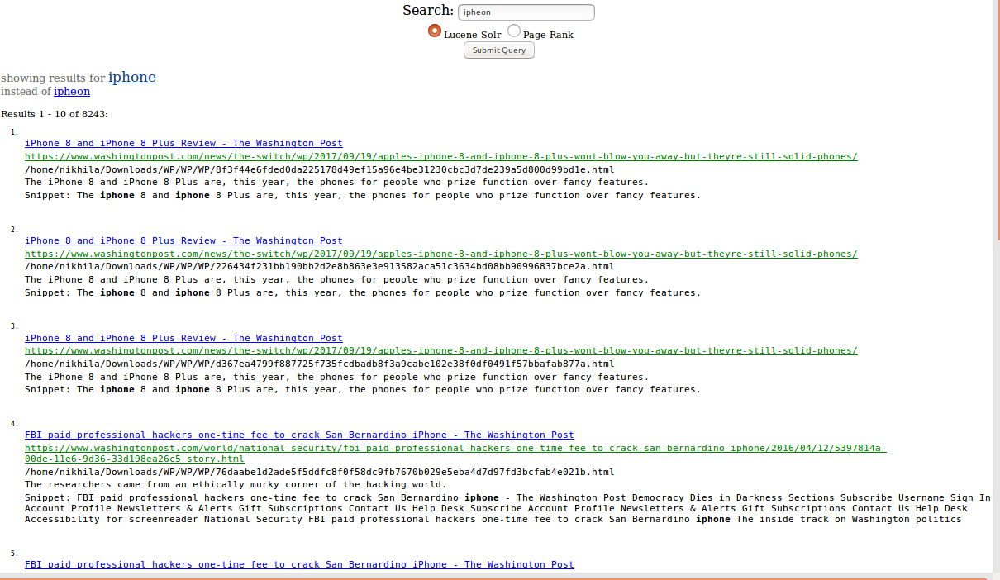 Search: ipheon
Lucene Solr Page Rank
Submit Query
showing results for iphone
instead of ipheon
Results 1 - 10 of 8243:
1.
iPhone 8 and iPhone 8 Plus Review - The Washington Post
https://www.washingtonpost.com/news/the-switch/wp/2017/09/19/apples-iphone-8-and-iphone-8-plus-wont-blow-you-away-but-theyre-still-solid-phones/
/home/nikhila/Downloads/WP/WP/WP/8f3f44e6fded0da225178d49ef15a96e4be31230cbc3d7de239a5d800d99bd1e.html
The iPhone 8 and iPhone 8 Plus are, this year, the phones for people who prize function over fancy features.
Snippet: The iphone 8 and iphone 8 Plus are, this year, the phones for people who prize function over fancy features.
2.
iPhone 8 and iPhone 8 Plus Review - The Washington Post
https://www.washingtonpost.com/news/the-switch/wp/2017/09/19/apples-iphone-8-and-iphone-8-plus-wont-blow-you-away-but-theyre-still-solid-phones/
/home/nikhila/Downloads/WP/WP/WP/226434f231bb190bb2d2e8b863e3e913582aca51c3634bd08bb90996837bce2a.html
The iPhone 8 and iPhone 8 Plus are, this year, the phones for people who prize function over fancy features.
Snippet: The iphone 8 and iphone 8 Plus are, this year, the phones for people who prize function over fancy features.
3.
iPhone 8 and iPhone 8 Plus Review - The Washington Post
https://www.washingtonpost.com/news/the-switch/wp/2017/09/19/apples-iphone-8-and-iphone-8-plus-wont-blow-you-away-but-theyre-still-solid-phones/
/home/nikhila/Downloads/WP/WP/WP/d367ea4799f887725f735fcdbadb8f3a9cabe102e38f0df0491f57bbafab877a.html
The iPhone 8 and iPhone 8 Plus are, this year, the phones for people who prize function over fancy features.
Snippet: The iphone 8 and iphone 8 Plus are, this year, the phones for people who prize function over fancy features.
4.
FBI paid professional hackers one-time fee to crack San Bernardino iPhone - The Washington Post
https://www.washingtonpost.com/world/national-security/fbi-paid-professional-hackers-one-time-fee-to-crack-san-bernardino-iphone/2016/04/12/5397814a-
00de-11e6-9d36-33d198ea26c5_story.html
/home/nikhila/Downloads/WP/WP/WP/76daabe1d2ade5f5ddfc8f0f58dc9fb7670b029e5eba4d7d97fd3bcfab4e021b.html
The researchers came from an ethically murky corner of the hacking world.
Snippet: FBI paid professional hackers one-time fee to crack San Bernardino iphone - The Washington Post Democracy Dies in Darkness Sections Subscribe Username Sign In
Account Profile Newsletters & Alerts Gift Subscriptions Contact Us Help Desk Subscribe Account Profile Newsletters & Alerts Gift Subscriptions Contact Us Help Desk
Accessibility for screenreader National Security FBI paid professional hackers one-time fee to crack San Bernardino iphone The inside track on Washington politics
5.
FBI paid professional hackers one-time fee to crack San Bernardino iPhone - The Washington Post